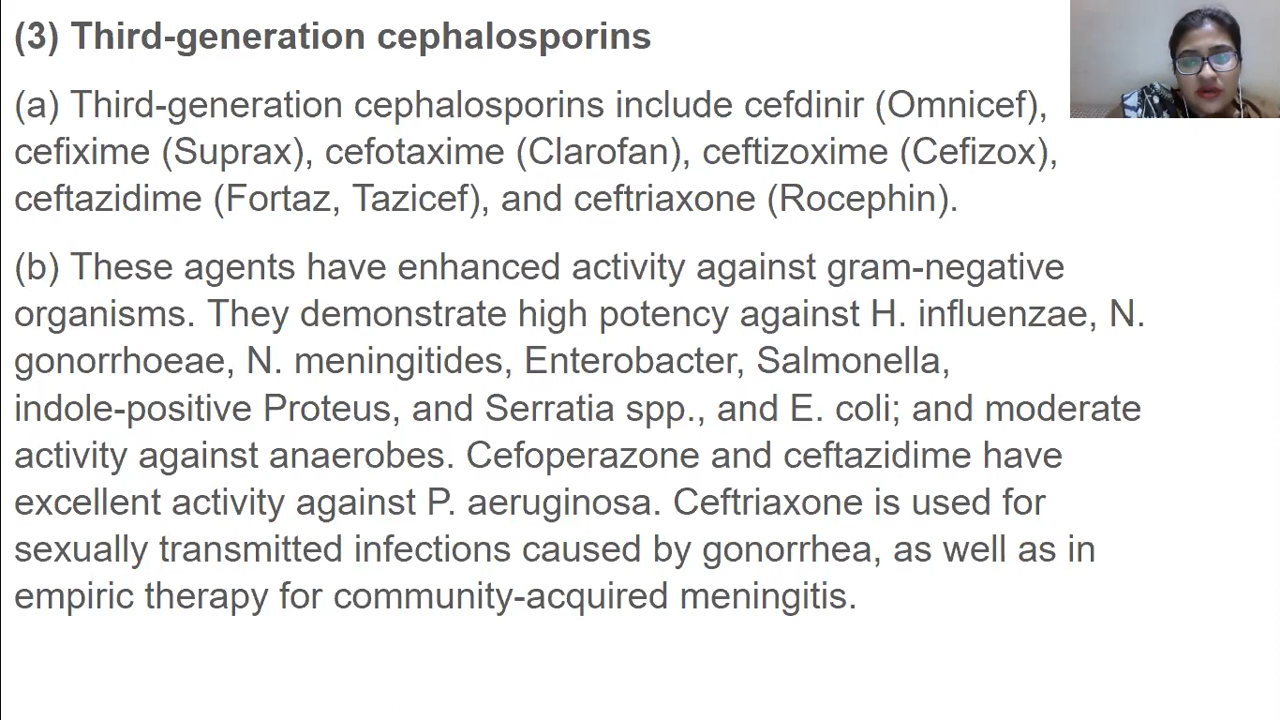 (3) Third-generation cephalosporins
(a) Third-generation cephalosporins include cefdinir (Omnicef),
cefixime (Suprax), cefotaxime (Clarofan), ceftizoxime (Cefizox),
ceftazidime (Fortaz, Tazicef), and ceftriaxone (Rocephin).
(b) These agents have enhanced activity against gram-negative
organisms. They demonstrate high potency against H. influenzae, N.
gonorrhoeae, N. meningitides, Enterobacter, Salmonella,
indole-positive Proteus, and Serratia spp., and E. coli; and moderate
activity against anaerobes. Cefoperazone and ceftazidime have
excellent activity against P. aeruginosa. Ceftriaxone is used for
sexually transmitted infections caused by gonorrhea, as well as in
empiric therapy for community-acquired meningitis.